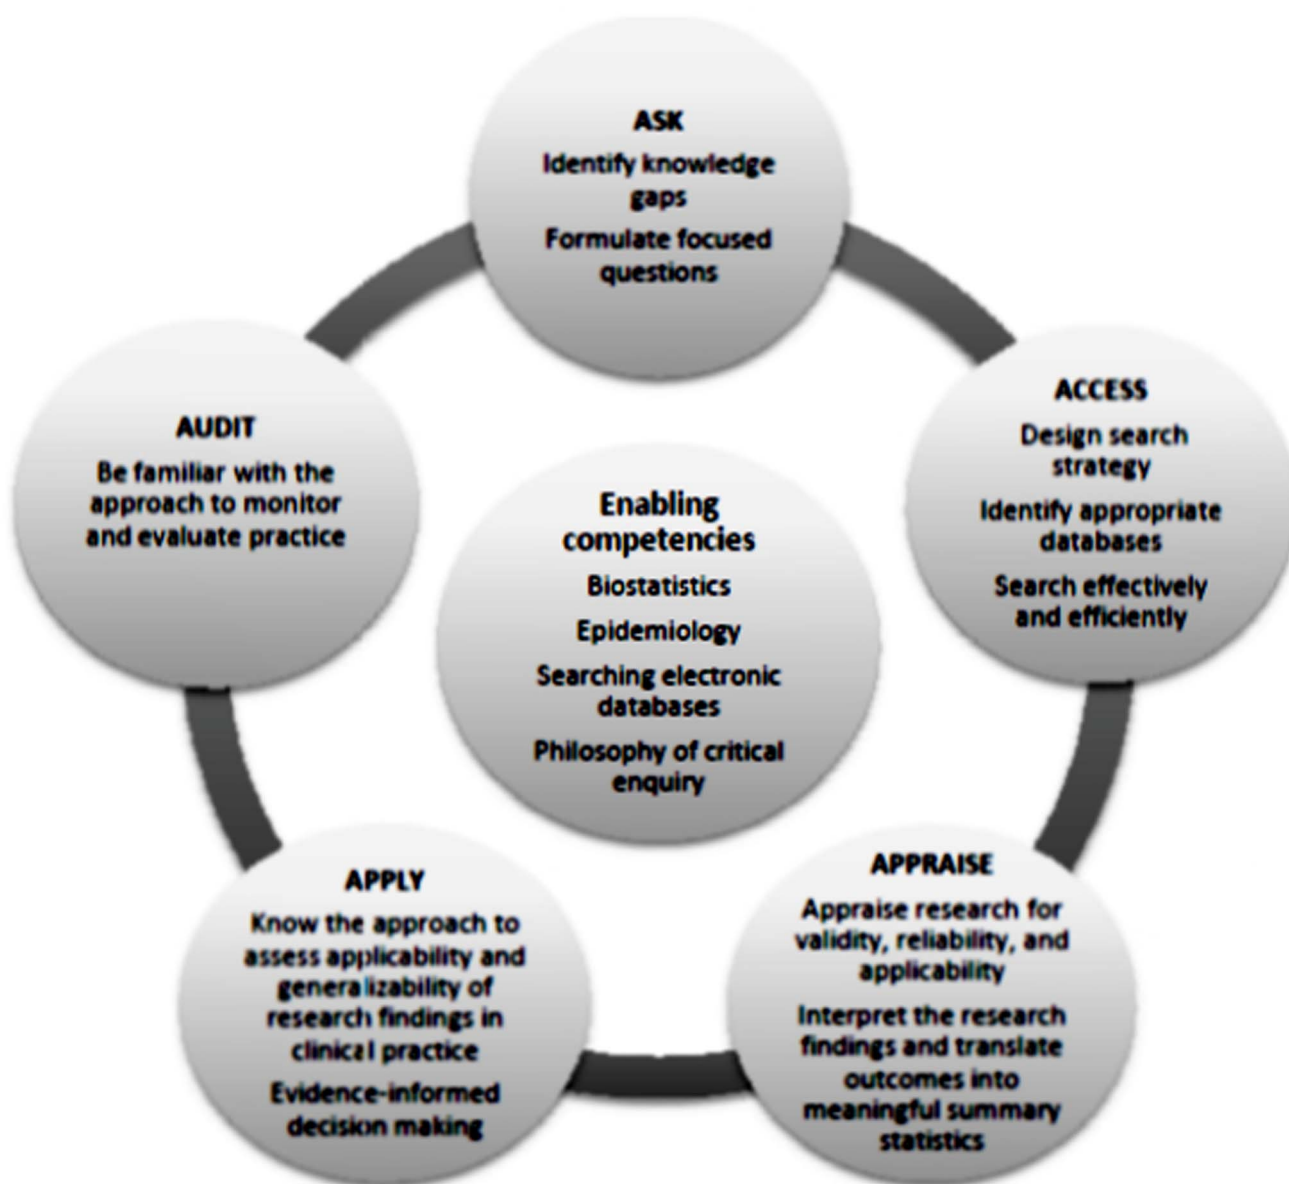 ASK
Identify knowledge
gaps
Formulate focused
questions
ACCESS
Design search
strategy
Identify appropriate
databases
Search effectively
and efficiently
APPRAISE
Appraise research for
validity, reliability, and
applicability
Interpret the research
findings and translate
outcomes into
meaningful summary
statistics
APPLY
Know the approach to
assess applicability and
generalizability of
research findings in
clinical practice
Evidence-informed
decision making
AUDIT
Be familiar with the
approach to monitor
and evaluate practice
Enabling
competencies
Biostatistics
Epidemiology
Searching electronic
databases
Philosophy of critical
enquiry